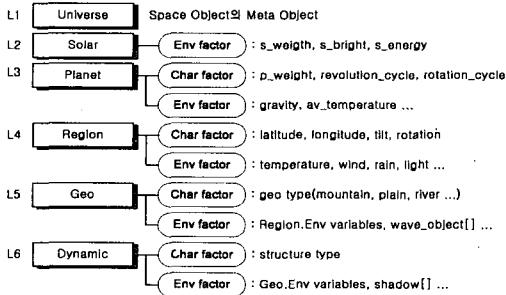 L1 Universe Space Object의 Meta Object
L2 Solar Env factor : s_weigth, s_bright, s_energy
L3 Planet Char factor : p_weight, revolution_cycle, rotation_cycle
Env factor : gravity, av_temperature ...
L4 Region Char factor : latitude, longitude, tilt, rotation
Env factor : temperature, wind, rain, light ...
L5 Geo Char factor : geo type(mountain, plain, river ...)
Env factor : Region.Env variables, wave_object[] ...
L6 Dynamic Char factor : structure type
Env factor : Geo.Env variables, shadow[] ...